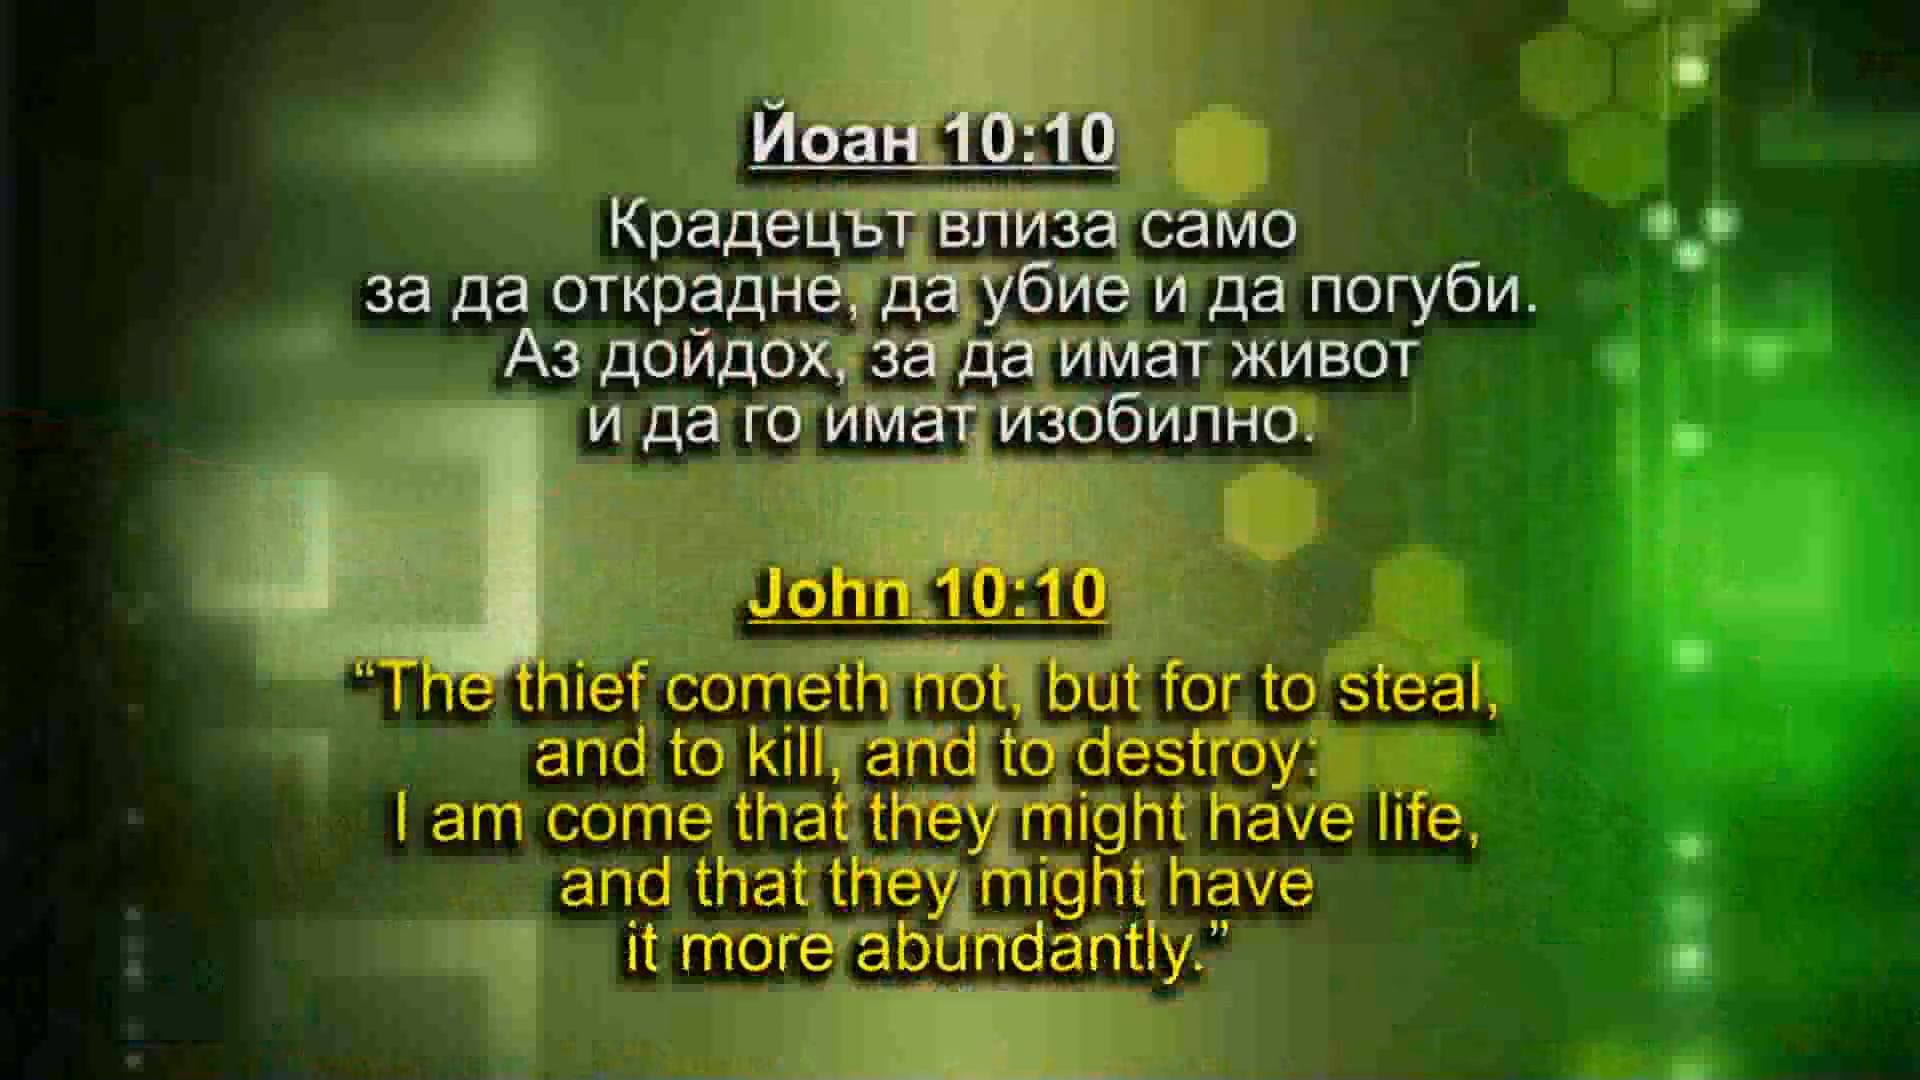 Йоан 10:10
Крадецът влиза само
за да открадне, да убие и да погуби.
Аз дойдох, за да имат живот
и да го имат изобилно.
John 10:10
“The thief cometh not, but for to steal,
and to kill, and to destroy:
I am come that they might have life,
and that they might have
it more abundantly.”